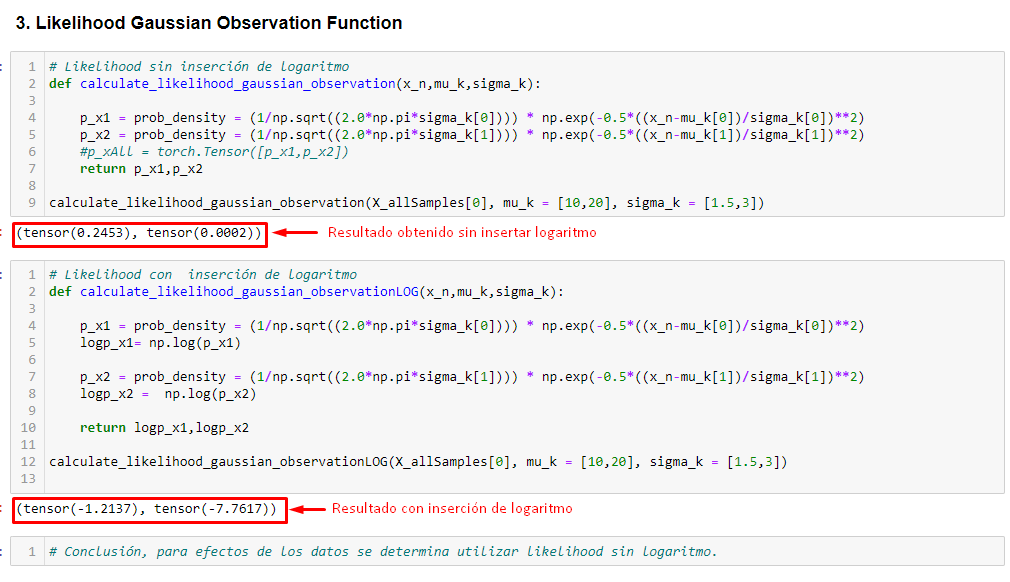 3. Likelihood Gaussian Observation Function
1 # Likelihood sin inserción de logaritmo
2 def calculate_likelihood_gaussian_observation(x_n,mu_k,sigma_k):
3
4 p_x1 = prob_density = (1/np.sqrt((2.0*np.pi*sigma_k[0]))) * np.exp(-0.5*((x_n-mu_k[0])/sigma_k[0])**2)
5 p_x2 = prob_density = (1/np.sqrt((2.0*np.pi*sigma_k[1]))) * np.exp(-0.5*((x_n-mu_k[1])/sigma_k[1])**2)
6 #p_xAll = torch.Tensor([p_x1,p_x2])
7 return p_x1,p_x2
8
9 calculate_likelihood_gaussian_observation(X_allSamples[0], mu_k = [10,20], sigma_k = [1.5,3])
(tensor(0.2453), tensor(0.0002)) Resultado obtenido sin insertar logaritmo
1 # Likelihood con  inserción de logaritmo
2 def calculate_likelihood_gaussian_observationLOG(x_n,mu_k,sigma_k):
3
4 p_x1 = prob_density = (1/np.sqrt((2.0*np.pi*sigma_k[0]))) * np.exp(-0.5*((x_n-mu_k[0])/sigma_k[0])**2)
5 logp_x1= np.log(p_x1)
6
7 p_x2 = prob_density = (1/np.sqrt((2.0*np.pi*sigma_k[1]))) * np.exp(-0.5*((x_n-mu_k[1])/sigma_k[1])**2)
8 logp_x2 =  np.log(p_x2)
9
10 return logp_x1,logp_x2
11
12 calculate_likelihood_gaussian_observationLOG(X_allSamples[0], mu_k = [10,20], sigma_k = [1.5,3])
13
(tensor(-1.2137), tensor(-7.7617)) Resultado con inserción de logaritmo
1 # Conclusión, para efectos de los datos se determina utilizar likelihood sin logaritmo.